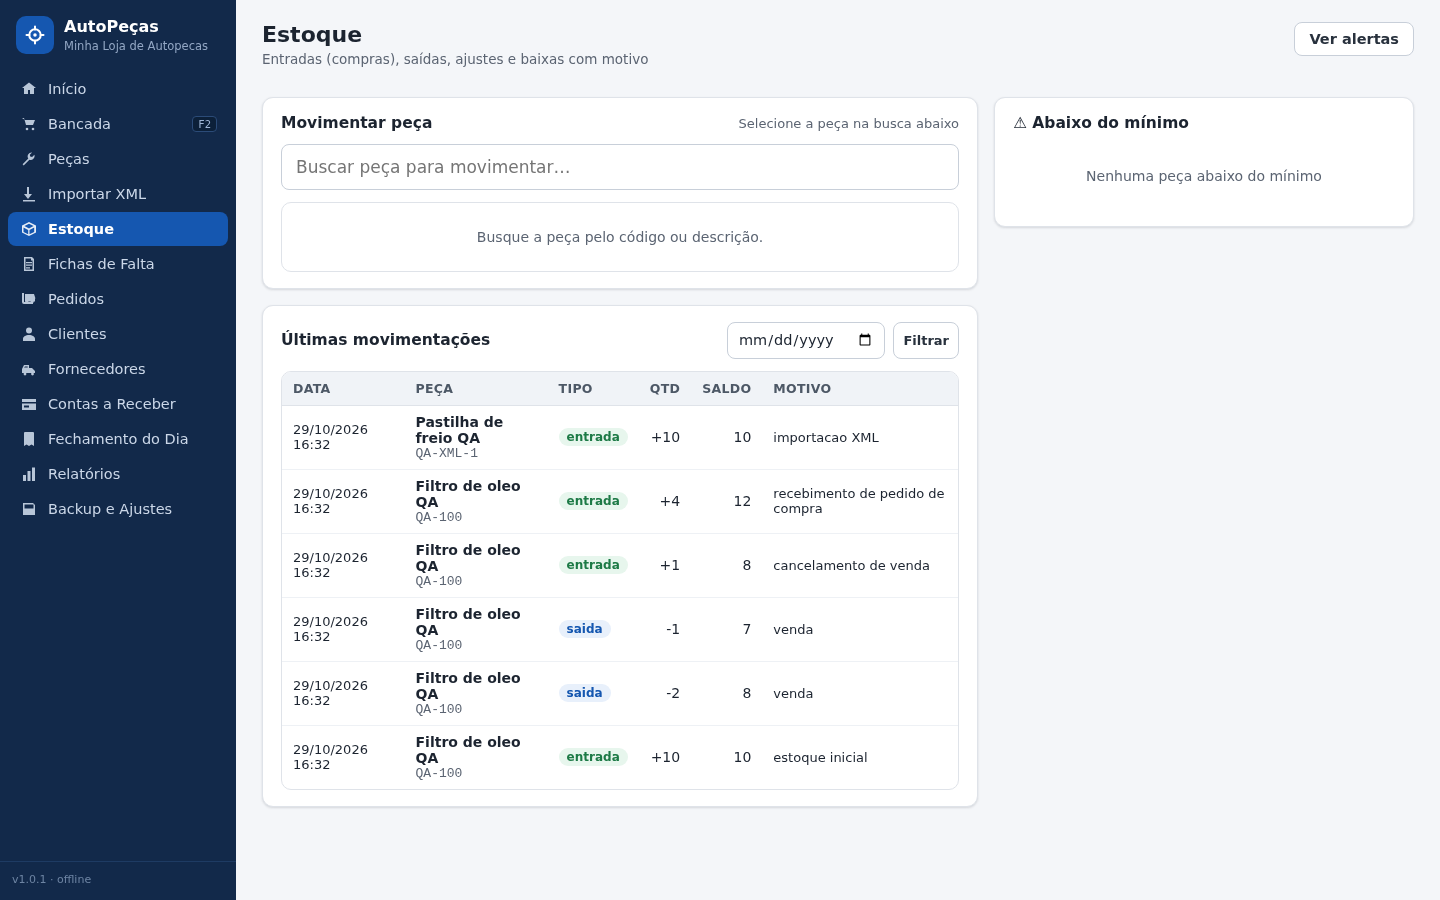 AutoPeças
Minha Loja de Autopecas
Início
Bancada F2
Peças
Importar XML
Estoque
Fichas de Falta
Pedidos
Clientes
Fornecedores
Contas a Receber
Fechamento do Dia
Relatórios
Backup e Ajustes
v1.0.1 · offline
Estoque
Entradas (compras), saídas, ajustes e baixas com motivo
Ver alertas
Movimentar peça
Selecione a peça na busca abaixo
Buscar peça para movimentar...
Busque a peça pelo código ou descrição.
⚠ Abaixo do mínimo
Nenhuma peça abaixo do mínimo
Últimas movimentações
mm/dd/yyyy
Filtrar
DATA PEÇA TIPO QTD SALDO MOTIVO
29/10/2026
16:32
Pastilha de
freio QA
QA-XML-1
entrada +10 10 importacao XML
29/10/2026
16:32
Filtro de oleo
QA
QA-100
entrada +4 12
recebimento de pedido de
compra
29/10/2026
16:32
Filtro de oleo
QA
QA-100
entrada +1 8 cancelamento de venda
29/10/2026
16:32
Filtro de oleo
QA
QA-100
saida -1 7 venda
29/10/2026
16:32
Filtro de oleo
QA
QA-100
saida -2 8 venda
29/10/2026
16:32
Filtro de oleo
QA
QA-100
entrada +10 10 estoque inicial